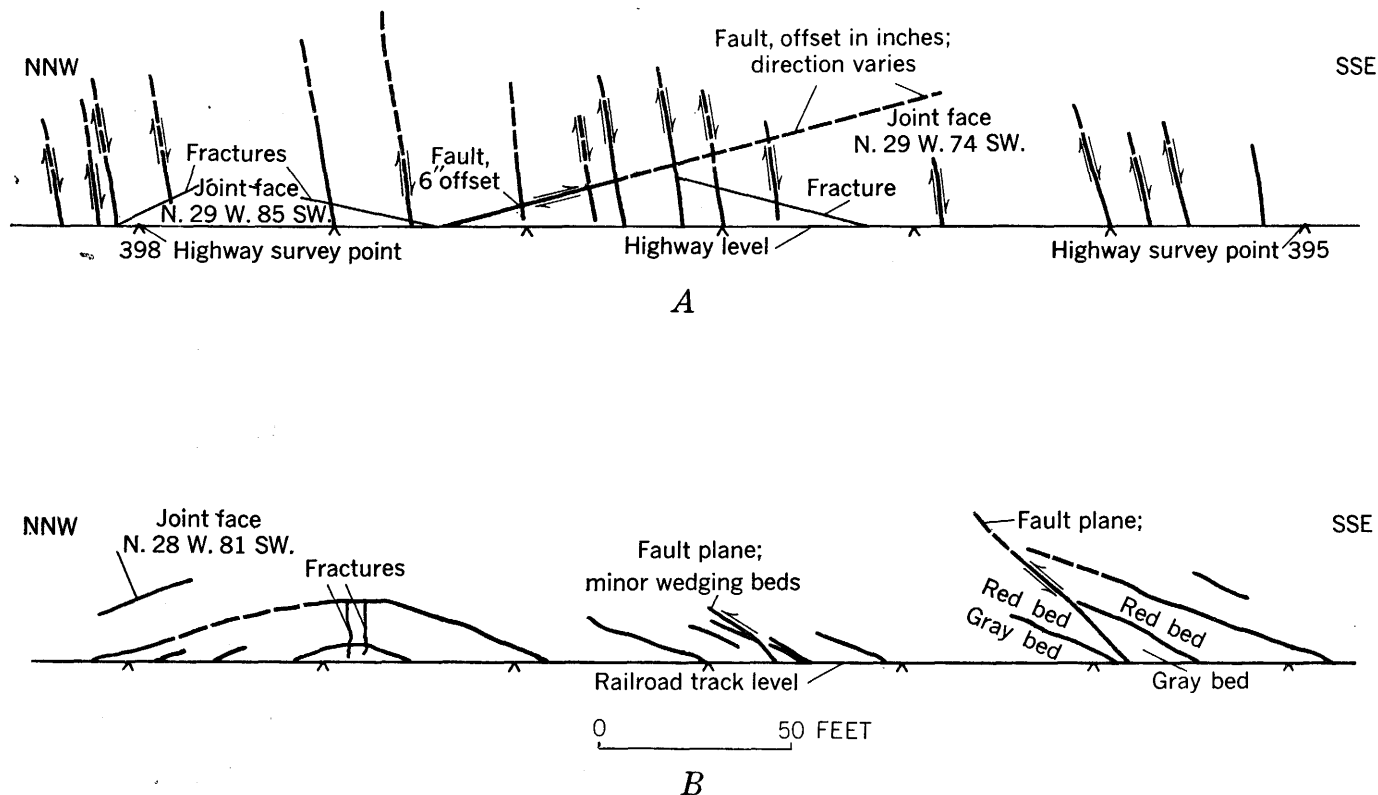 NNW
Fault, offset in inches;
direction varies
SSE
Joint face
N. 29 W. 74 SW.
Fractures
Fault,
6" offset
Joint face
N. 29 W. 85 SW.
Fracture
398 Highway survey point
Highway level
Highway survey point 395
A
NNW
Joint face
N. 28 W. 81 SW.
Fractures
Fault plane;
minor wedging beds
Fault plane;
SSE
Red bed
Gray bed
Red bed
Gray bed
Railroad track level
0 50 FEET
B